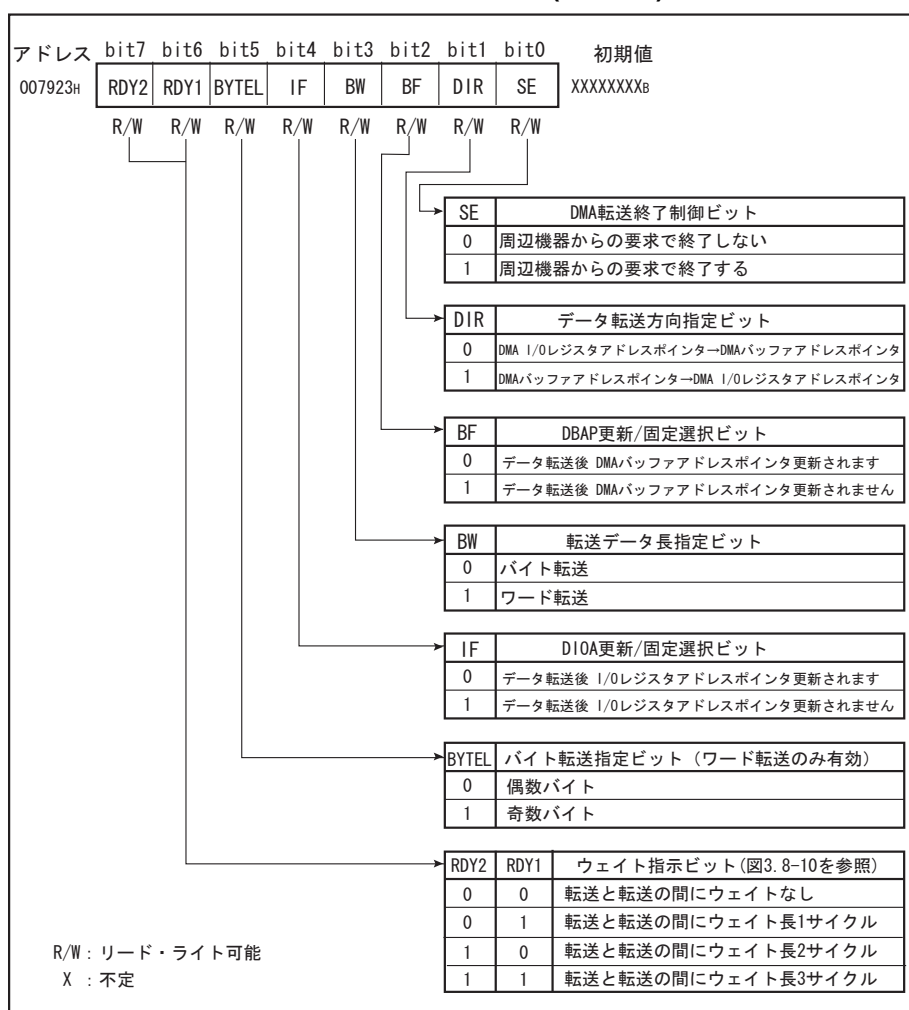 アドレス bit7 bit6 bit5 bit4 bit3 bit2 bit1 bit0 初期値
007923H RDY2 RDY1 BYTEL IF BW BF DIR SE XXXXXXXXB
R/W R/W R/W R/W R/W R/W R/W R/W
SE DMA転送終了制御ビット
0 周辺機器からの要求で終了しない
1 周辺機器からの要求で終了する
DIR データ転送方向指定ビット
0 DMA I/Oレジスタアドレスポインタ→DMAバッファアドレスポインタ
1 DMAバッファアドレスポインタ→DMA I/Oレジスタアドレスポインタ
BF DBAP更新/固定選択ビット
0 データ転送後 DMAバッファアドレスポインタ更新されます
1 データ転送後 DMAバッファアドレスポインタ更新されません
BW 転送データ長指定ビット
0 バイト転送
1 ワード転送
IF DIOA更新/固定選択ビット
0 データ転送後 I/Oレジスタアドレスポインタ更新されます
1 データ転送後 I/Oレジスタアドレスポインタ更新されません
BYTEL バイト転送指定ビット (ワード転送のみ有効)
0 偶数バイト
1 奇数バイト
RDY2 RDY1 ウェイト指示ビット(図3.8-10を参照)
0 0 転送と転送の間にウェイトなし
0 1 転送と転送の間にウェイト長1サイクル
1 0 転送と転送の間にウェイト長2サイクル
1 1 転送と転送の間にウェイト長3サイクル
R/W : リード・ライト可能
X : 不定